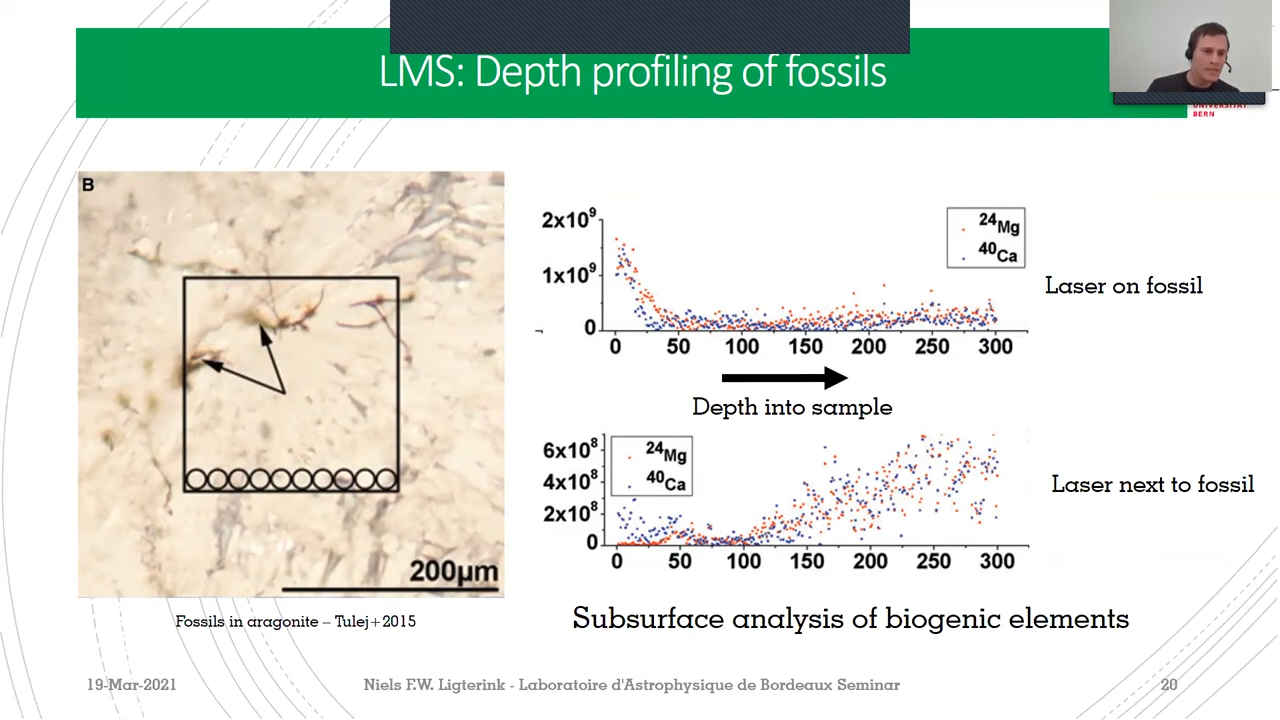 LMS: Depth profiling of fossils
UNIVERSITÄT
BERN
B
200µm
Fossils in aragonite – Tulej+2015
2x10⁹
1x10⁹
0
0 50 100 150 200 250 300
²⁴Mg
⁴⁰Ca
Laser on fossil
Depth into sample
6x10⁸
4x10⁸
2x10⁸
0
0 50 100 150 200 250 300
²⁴Mg
⁴⁰Ca
Laser next to fossil
Subsurface analysis of biogenic elements
19-Mar-2021
Niels F.W. Ligterink - Laboratoire d'Astrophysique de Bordeaux Seminar
20